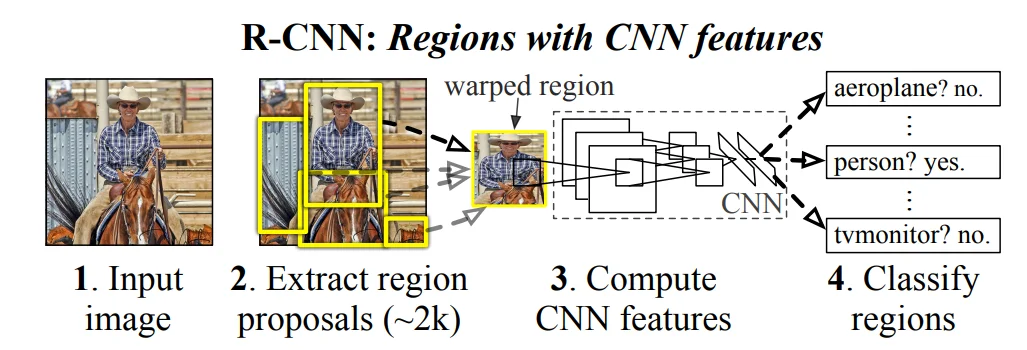 R-CNN: Regions with CNN features
warped region
aeroplane? no.
⋮
person? yes.
⋮
tvmonitor? no.
CNN
1. Input
image
2. Extract region
proposals (~2k)
3. Compute
CNN features
4. Classify
regions